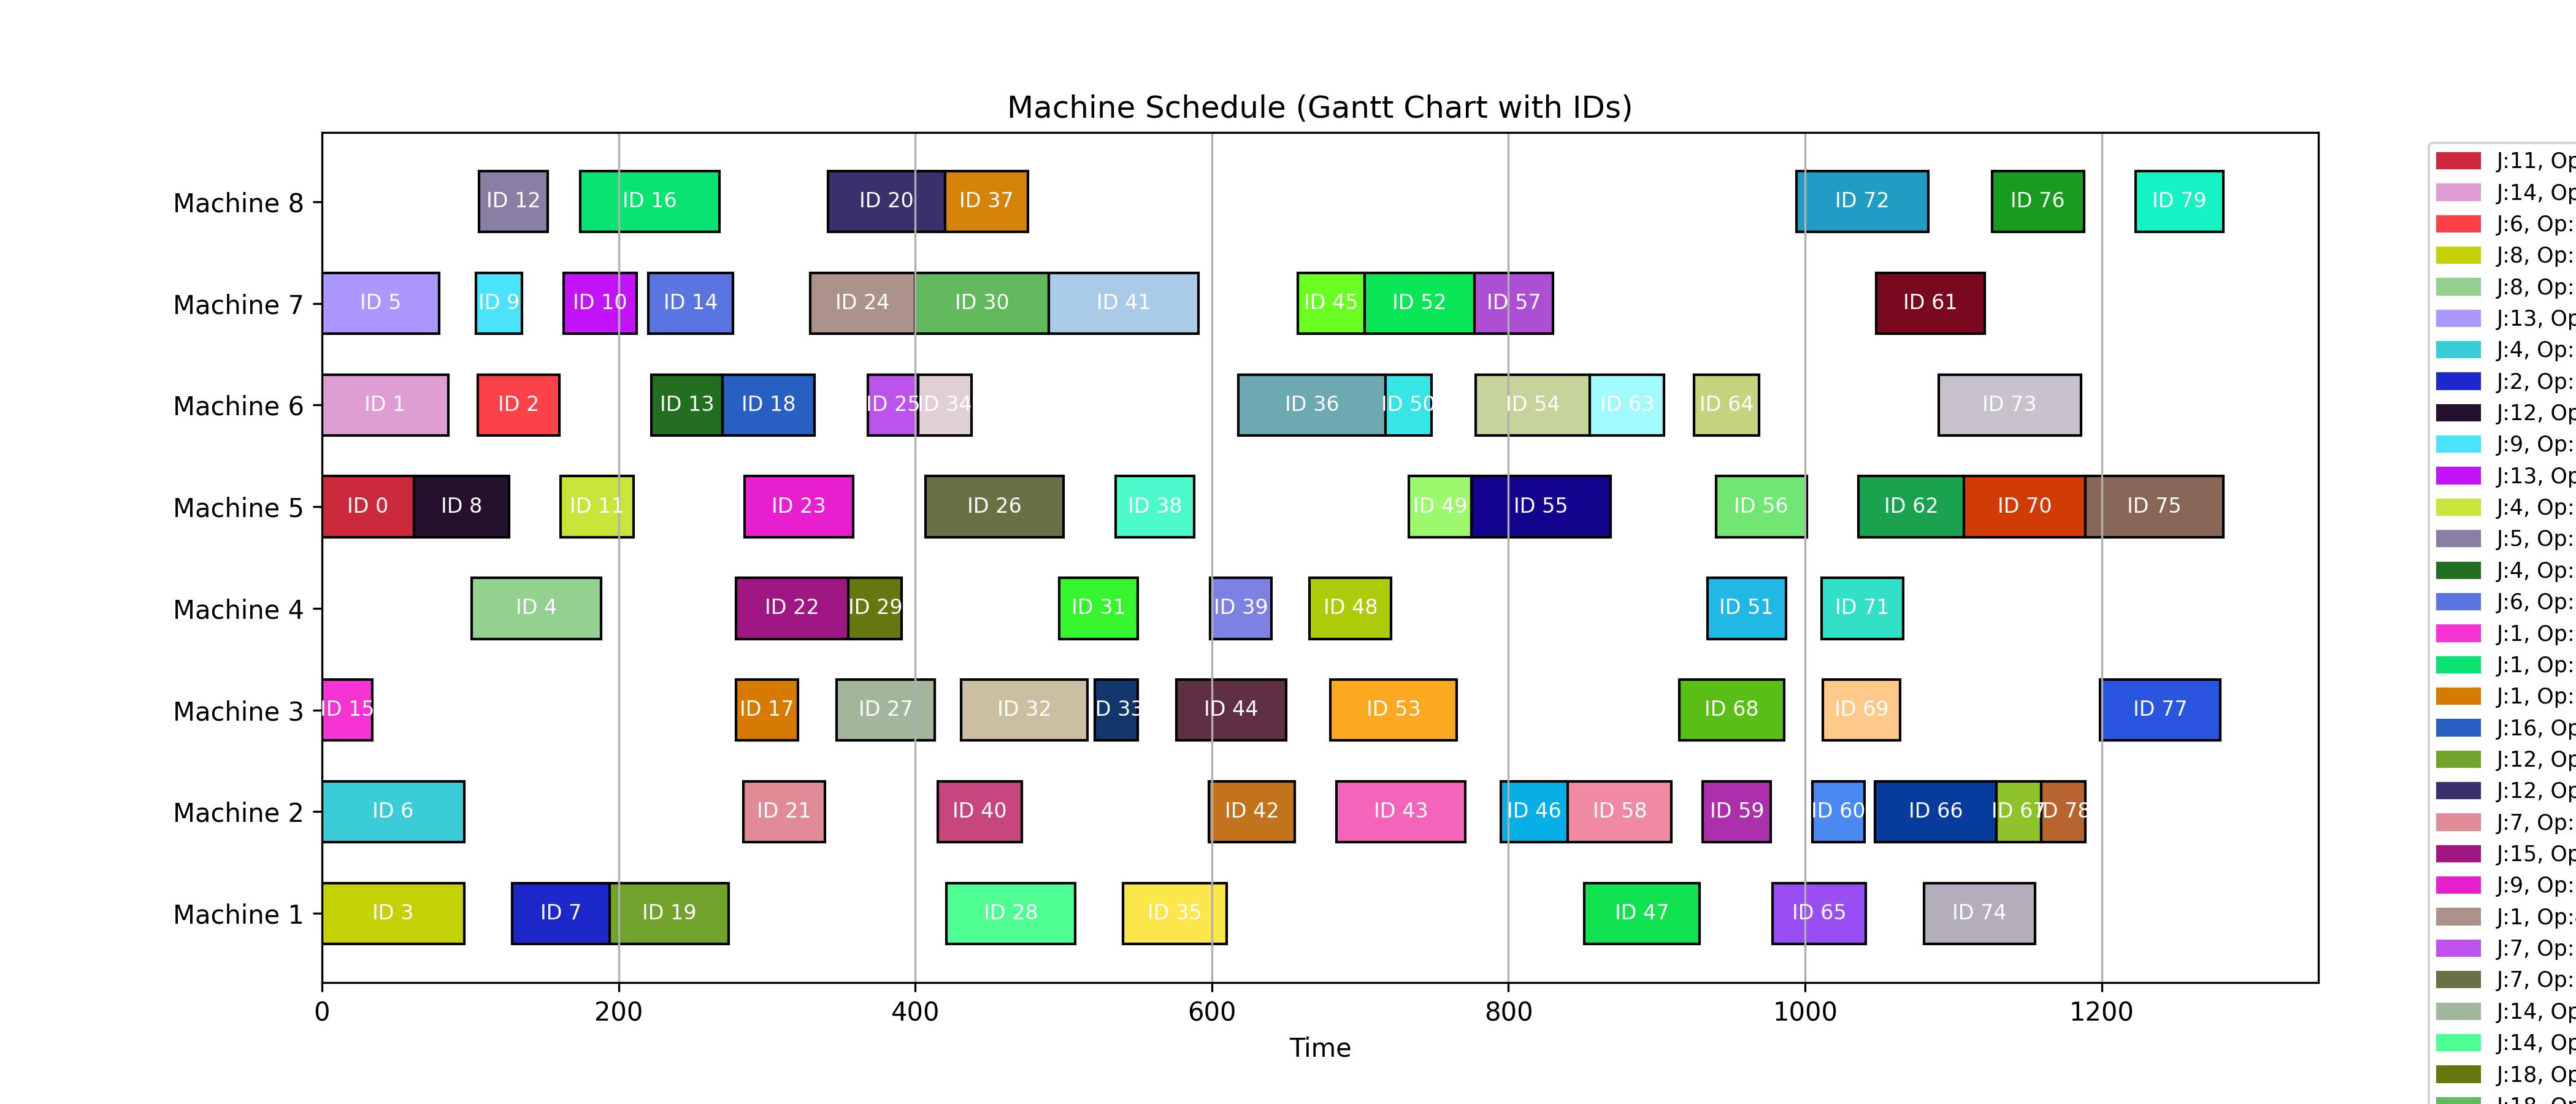 Machine Schedule (Gantt Chart with IDs)
Machine 8
ID 12 ID 16 ID 20 ID 37 ID 72 ID 76 ID 79
Machine 7
ID 5 ID 9 ID 10 ID 14 ID 24 ID 30 ID 41 ID 45 ID 52 ID 57 ID 61
Machine 6
ID 1 ID 2 ID 13 ID 18 ID 25 ID 34 ID 36 ID 50 ID 54 ID 63 ID 64 ID 73
Machine 5
ID 0 ID 8 ID 11 ID 23 ID 26 ID 38 ID 49 ID 55 ID 56 ID 62 ID 70 ID 75
Machine 4
ID 4 ID 22 ID 29 ID 31 ID 39 ID 48 ID 51 ID 71
Machine 3
ID 15 ID 17 ID 27 ID 32 ID 33 ID 44 ID 53 ID 68 ID 69 ID 77
Machine 2
ID 6 ID 21 ID 40 ID 42 ID 43 ID 46 ID 58 ID 59 ID 60 ID 66 ID 67 ID 78
Machine 1
ID 3 ID 7 ID 19 ID 28 ID 35 ID 47 ID 65 ID 74
0 200 400 600 800 1000 1200
Time
J:11, Op
J:14, Op
J:6, Op:
J:8, Op:
J:8, Op:
J:13, Op
J:4, Op:
J:2, Op:
J:12, Op
J:9, Op:
J:13, Op
J:4, Op:
J:5, Op:
J:4, Op:
J:6, Op:
J:1, Op:
J:1, Op:
J:1, Op:
J:16, Op
J:12, Op
J:12, Op
J:7, Op:
J:15, Op
J:9, Op:
J:1, Op:
J:7, Op:
J:7, Op:
J:14, Op
J:14, Op
J:18, Op
J:18, Op